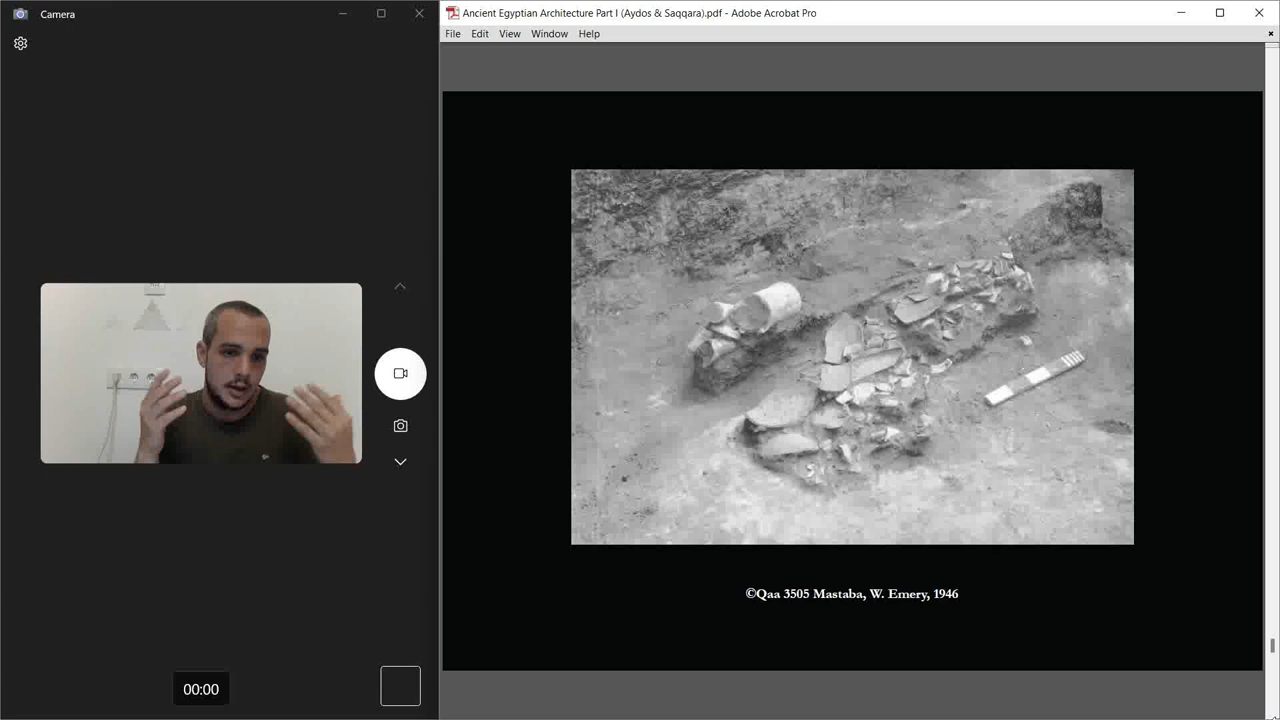 Camera
Ancient Egyptian Architecture Part I (Aydos & Saqqara).pdf - Adobe Acrobat Pro
File Edit View Window Help
00:00
©Qaa 3505 Mastaba, W. Emery, 1946